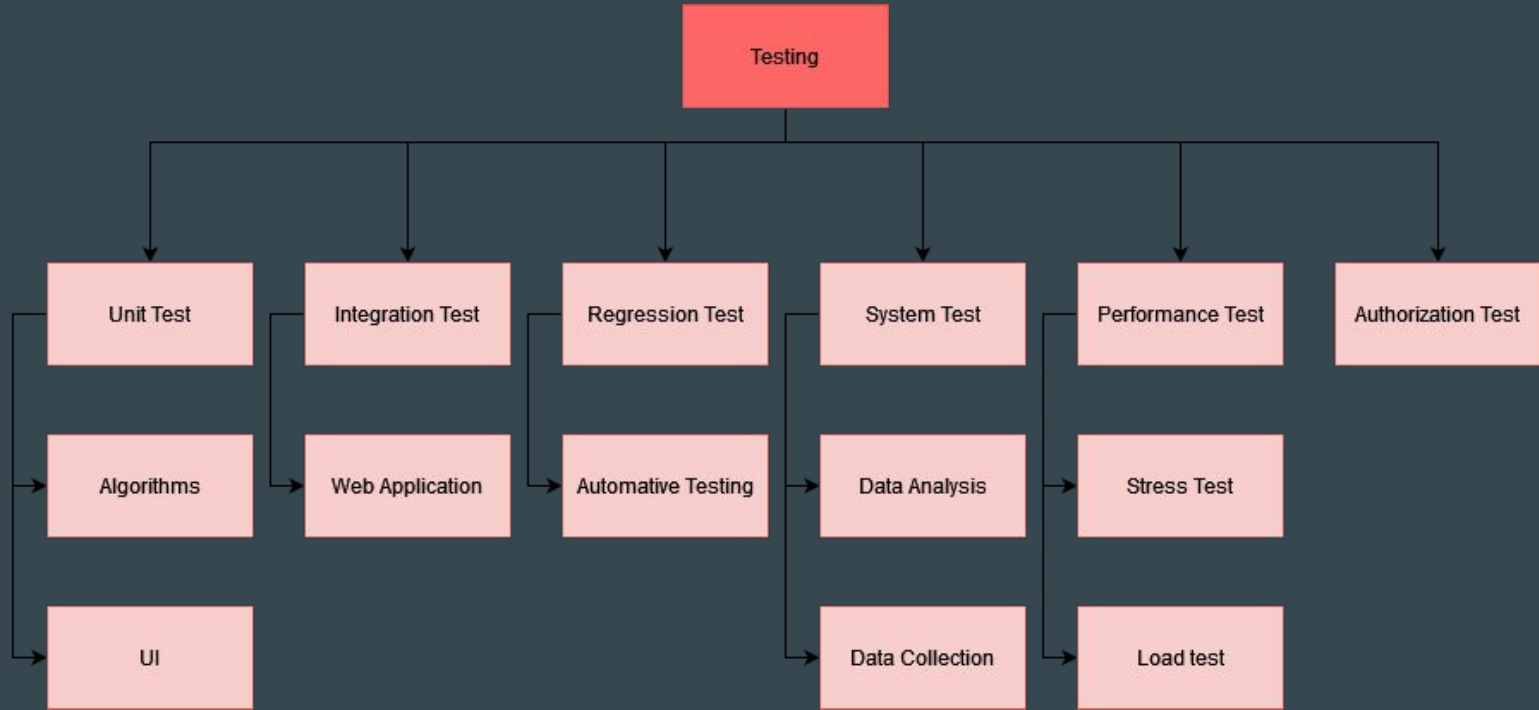 Testing
Unit Test
Integration Test
Regression Test
System Test
Performance Test
Authorization Test
Algorithms
Web Application
Automative Testing
Data Analysis
Stress Test
UI
Data Collection
Load test